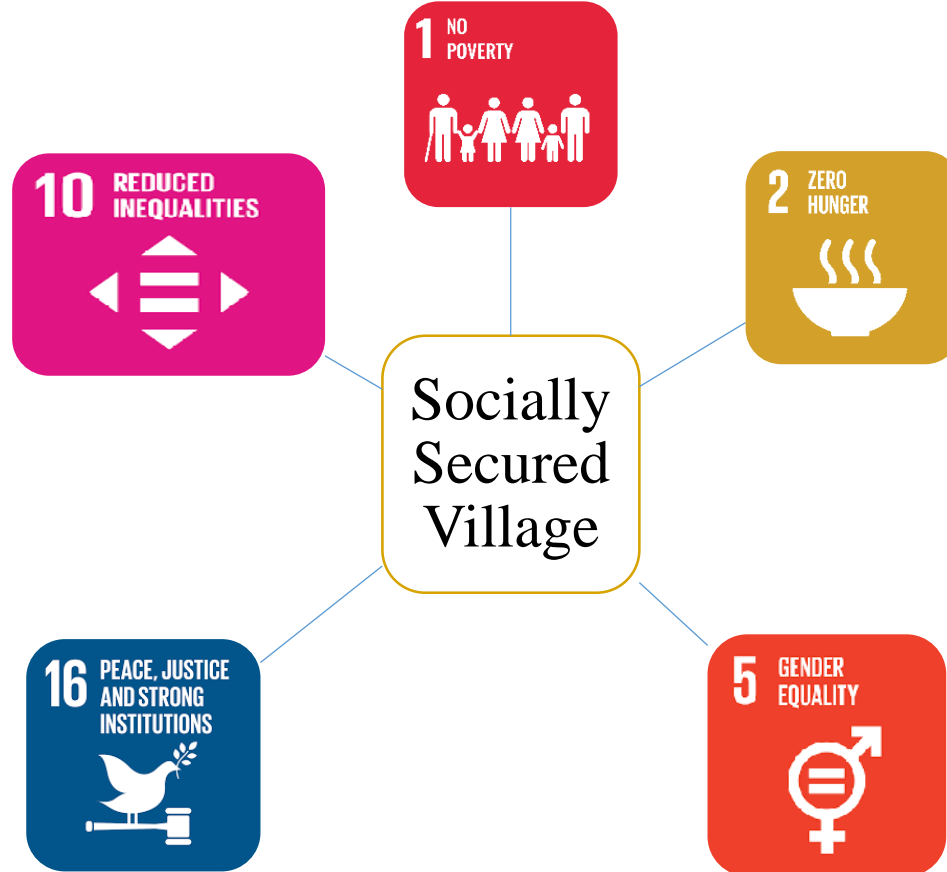 1 NO
POVERTY
10 REDUCED
INEQUALITIES
2 ZERO
HUNGER
Socially
Secured
Village
16 PEACE, JUSTICE
AND STRONG
INSTITUTIONS
5 GENDER
EQUALITY